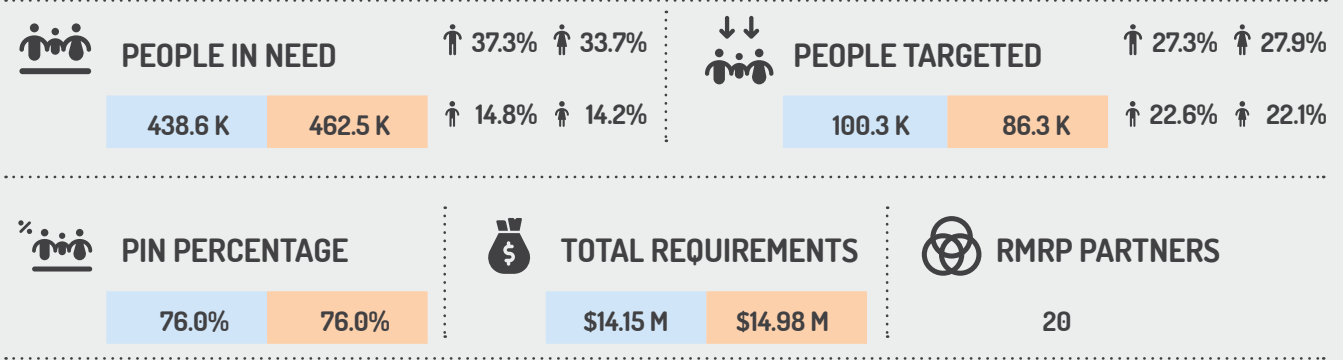 PEOPLE IN NEED
37.3% 33.7%
438.6 K 462.5 K
14.8% 14.2%
PEOPLE TARGETED
27.3% 27.9%
100.3 K 86.3 K
22.6% 22.1%
% PIN PERCENTAGE
76.0% 76.0%
$ TOTAL REQUIREMENTS
$14.15 M $14.98 M
RMRP PARTNERS
20